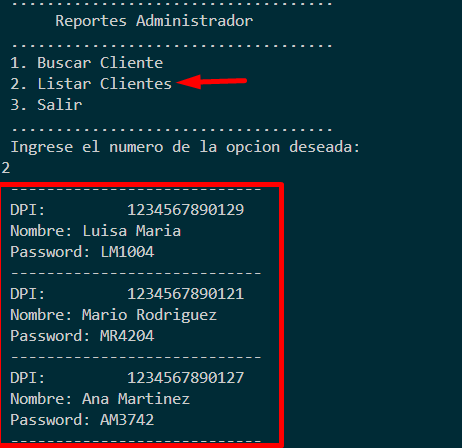 ....................................
Reportes Administrador
....................................
1. Buscar Cliente
2. Listar Clientes
3. Salir
....................................
Ingrese el numero de la opcion deseada:
2
----------------------------
DPI: 1234567890129
Nombre: Luisa Maria
Password: LM1004
----------------------------
DPI: 1234567890121
Nombre: Mario Rodriguez
Password: MR4204
----------------------------
DPI: 1234567890127
Nombre: Ana Martinez
Password: AM3742
----------------------------